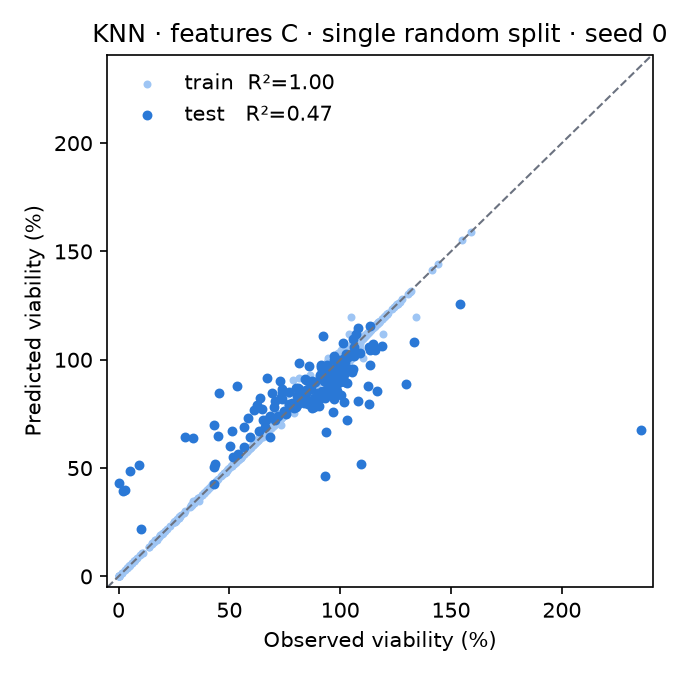 KNN · features C · single random split · seed 0
train R²=1.00
test R²=0.47
200
150
100
50
0
0 50 100 150 200
Predicted viability (%)
Observed viability (%)